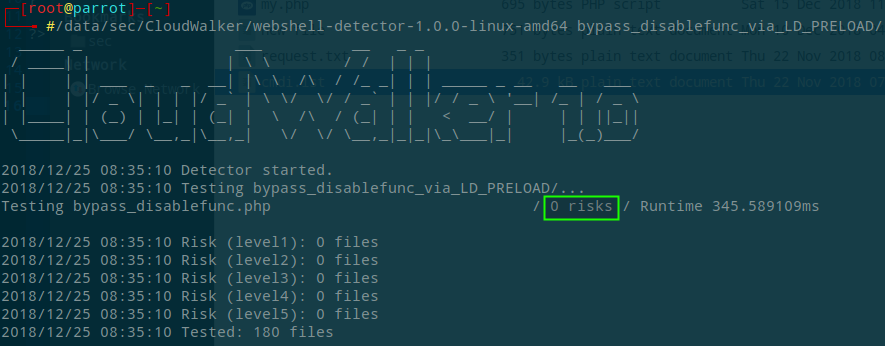 [root@parrot]─[~]
#/data/sec/CloudWalker/webshell-detector-1.0.0-linux-amd64 bypass_disablefunc_via_LD_PRELOAD/
CloudWalker
2018/12/25 08:35:10 Detector started.
2018/12/25 08:35:10 Testing bypass_disablefunc_via_LD_PRELOAD/...
Testing bypass_disablefunc.php / 0 risks / Runtime 345.589109ms
2018/12/25 08:35:10 Risk (level1): 0 files
2018/12/25 08:35:10 Risk (level2): 0 files
2018/12/25 08:35:10 Risk (level3): 0 files
2018/12/25 08:35:10 Risk (level4): 0 files
2018/12/25 08:35:10 Risk (level5): 0 files
2018/12/25 08:35:10 Tested: 180 files